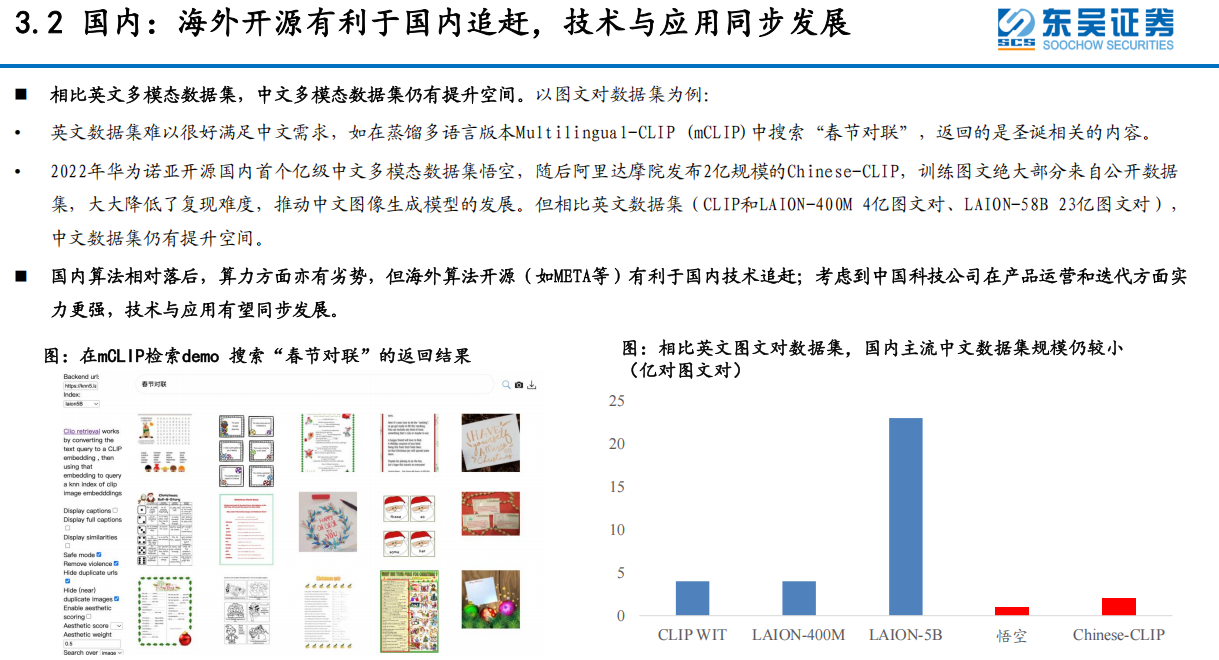 3.2 国内：海外开源有利于国内追赶，技术与应用同步发展
东吴证券
SCS
SOOCHOW SECURITIES
■ 相比英文多模态数据集，中文多模态数据集仍有提升空间。以图文对数据集为例：
• 英文数据集难以很好满足中文需求，如在蒸馏多语言版本Multilingual-CLIP (mCLIP)中搜索“春节对联”，返回的是圣诞相关的内容。
• 2022年华为诺亚开源国内首个亿级中文多模态数据集悟空，随后阿里达摩院发布2亿规模的Chinese-CLIP，训练图文绝大部分来自公开数据
集，大大降低了复现难度，推动中文图像生成模型的发展。但相比英文数据集（CLIP和LAION-400M 4亿图文对、LAION-58B 23亿图文对），
中文数据集仍有提升空间。
■ 国内算法相对落后，算力方面亦有劣势，但海外算法开源（如META等）有利于国内技术追赶；考虑到中国科技公司在产品运营和迭代方面实
力更强，技术与应用有望同步发展。
图：在mCLIP检索demo 搜索“春节对联”的返回结果
Backend url:
https://knn5.la
Index:
laion5B
春节对联
Clip retrieval works
by converting the
text query to a CLIP
embedding , then
using that
embedding to query
a knn index of clip
image embedddings
Display captions
Display full captions
Display similarities
Safe mode
Remove violence
Hide duplicate urls
Hide (near)
duplicate images
Enable aesthetic
scoring
Aesthetic score
Aesthetic weight
0.5
Search over image
图：相比英文图文对数据集，国内主流中文数据集规模仍较小
（亿对图文对）
25
20
15
10
5
0
CLIP WIT
LAION-400M
LAION-5B
悟空
Chinese-CLIP